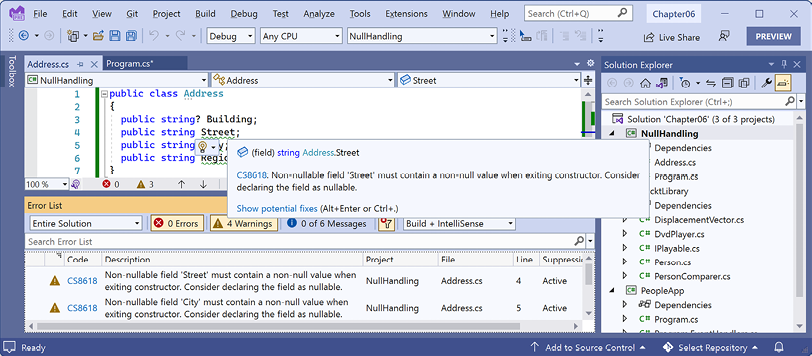 File Edit View Git Project Build Debug Test Analyze Tools Extensions Window Help Search (Ctrl+Q) Chapter06
Debug Any CPU NullHandling Live Share PREVIEW
Toolbox
Address.cs Program.cs*
NullHandling Address Street
1 public class Address
2 {
3 public string? Building;
4 public string Street;
5 public string
6 public string Regio
7 }
(field) string Address.Street
CS8618: Non-nullable field 'Street' must contain a non-null value when exiting constructor. Consider
declaring the field as nullable.
Show potential fixes (Alt+Enter or Ctrl+.)
100 % 0 3
Error List
Entire Solution 0 Errors 4 Warnings 0 of 6 Messages Build + IntelliSense
Search Error List
Code Description Project File Line Suppressio
CS8618 Non-nullable field 'Street' must contain a non-null value when
exiting constructor. Consider declaring the field as nullable. NullHandling Address.cs 4 Active
CS8618 Non-nullable field 'City' must contain a non-null value when
exiting constructor. Consider declaring the field as nullable. NullHandling Address.cs 5 Active
Solution Explorer
Search Solution Explorer (Ctrl+;)
Solution 'Chapter06' (3 of 3 projects)
NullHandling
Dependencies
Address.cs
Program.cs
cktLibrary
Dependencies
DisplacementVector.cs
DvdPlayer.cs
IPlayable.cs
Person.cs
PersonComparer.cs
PeopleApp
Dependencies
Program.cs
Program.EventHandlers.cs
Ready Add to Source Control Select Repository